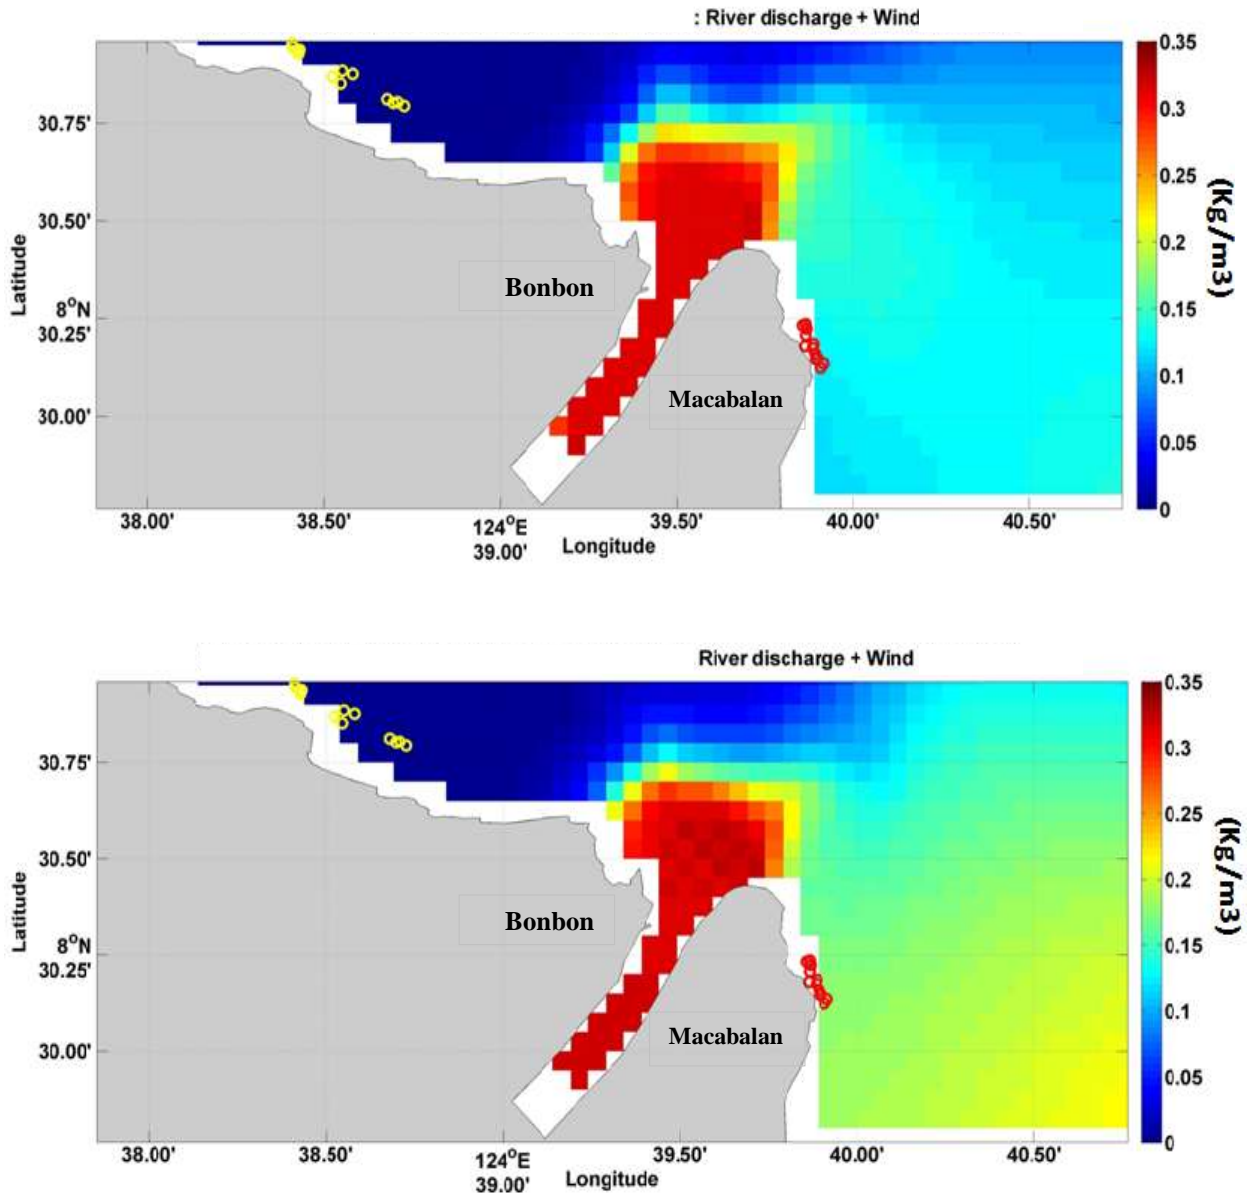 : River discharge + Wind
0.35
0.3
0.25
0.2
0.15
0.1
0.05
0
(Kg/m3)
Latitude
30.75'
30.50'
8°N
30.25'
30.00'
Bonbon
Macabalan
38.00'
38.50'
124°E
39.00'
39.50'
40.00'
40.50'
Longitude
River discharge + Wind
0.35
0.3
0.25
0.2
0.15
0.1
0.05
0
(Kg/m3)
Latitude
30.75'
30.50'
8°N
30.25'
30.00'
Bonbon
Macabalan
38.00'
38.50'
124°E
39.00'
39.50'
40.00'
40.50'
Longitude